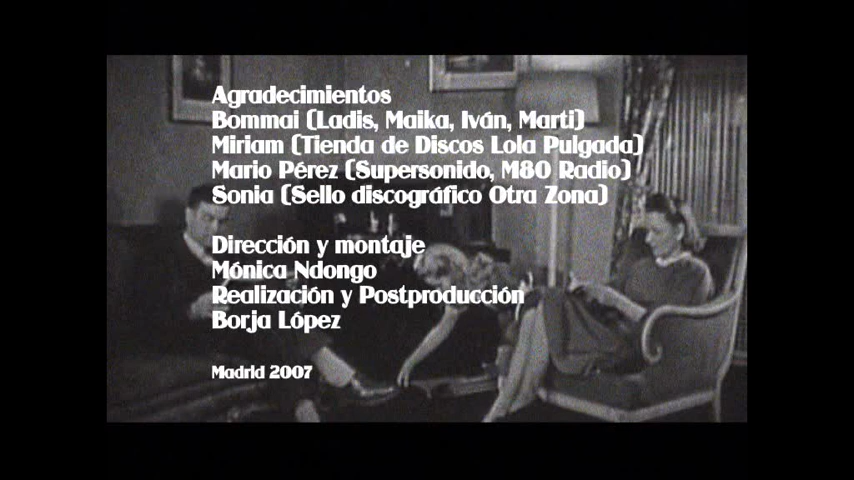 Agradecimientos
Bommai (Ladis, Maika, Iván, Marti)
Miriam (Tienda de Discos Lola Pulgada)
Mario Pérez (Supersonido, M80 Radio)
Sonia (Sello discográfico Otra Zona)
Dirección y montaje
Mónica Ndongo
Realización y Postproducción
Borja López
Madrid 2007